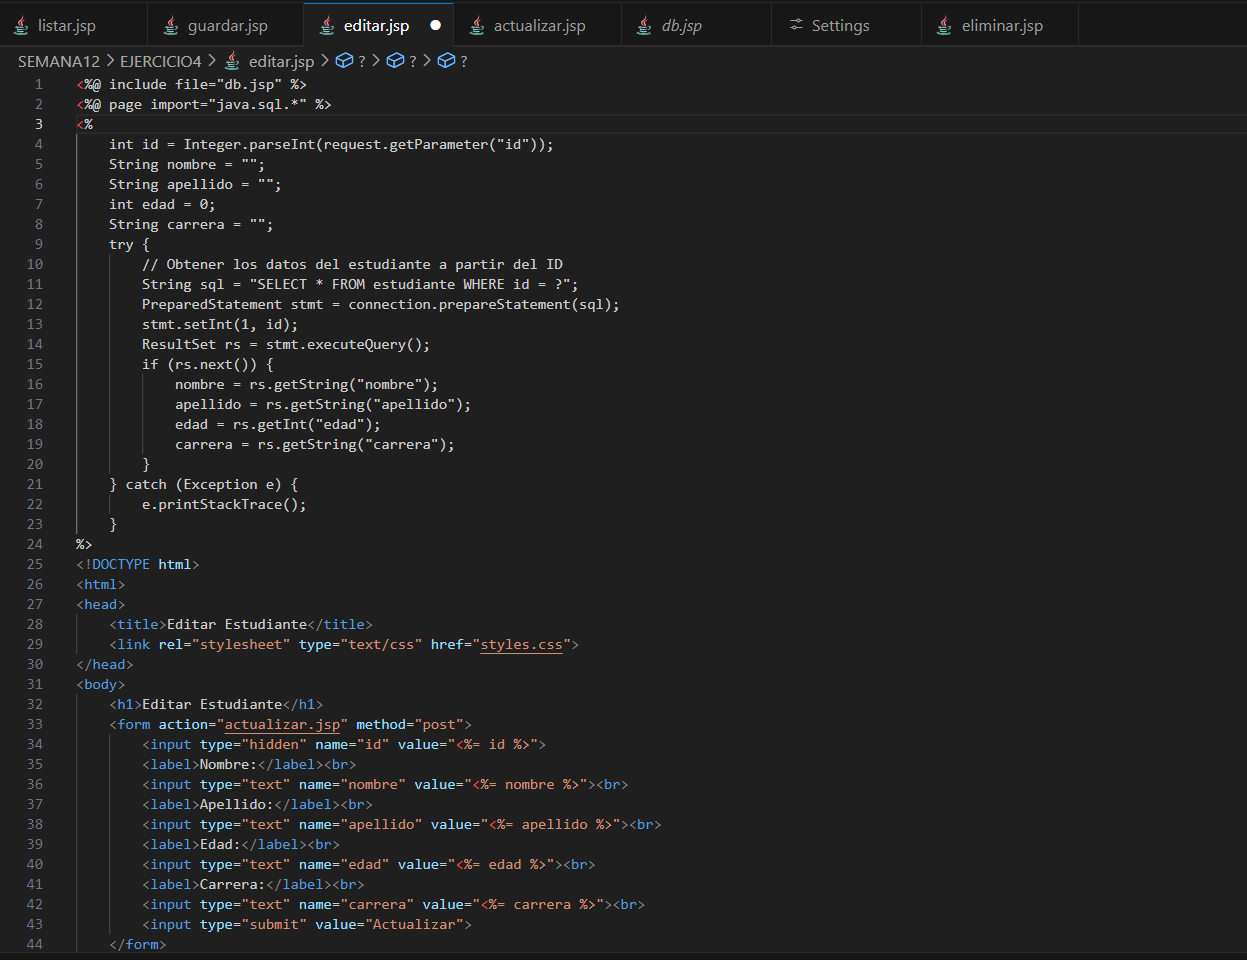 listar.jsp guardar.jsp editar.jsp actualizar.jsp db.jsp Settings eliminar.jsp
SEMANA12 > EJERCICIO4 > editar.jsp > ? > ? > ?
1 <%@ include file="db.jsp" %>
2 <%@ page import="java.sql.*" %>
3 <%
4     int id = Integer.parseInt(request.getParameter("id"));
5     String nombre = "";
6     String apellido = "";
7     int edad = 0;
8     String carrera = "";
9     try {
10         // Obtener los datos del estudiante a partir del ID
11         String sql = "SELECT * FROM estudiante WHERE id = ?";
12         PreparedStatement stmt = connection.prepareStatement(sql);
13         stmt.setInt(1, id);
14         ResultSet rs = stmt.executeQuery();
15         if (rs.next()) {
16             nombre = rs.getString("nombre");
17             apellido = rs.getString("apellido");
18             edad = rs.getInt("edad");
19             carrera = rs.getString("carrera");
20         }
21     } catch (Exception e) {
22         e.printStackTrace();
23     }
24 %>
25 <!DOCTYPE html>
26 <html>
27 <head>
28     <title>Editar Estudiante</title>
29     <link rel="stylesheet" type="text/css" href="styles.css">
30 </head>
31 <body>
32     <h1>Editar Estudiante</h1>
33     <form action="actualizar.jsp" method="post">
34         <input type="hidden" name="id" value="<%= id %>">
35         <label>Nombre:</label><br>
36         <input type="text" name="nombre" value="<%= nombre %>"><br>
37         <label>Apellido:</label><br>
38         <input type="text" name="apellido" value="<%= apellido %>"><br>
39         <label>Edad:</label><br>
40         <input type="text" name="edad" value="<%= edad %>"><br>
41         <label>Carrera:</label><br>
42         <input type="text" name="carrera" value="<%= carrera %>"><br>
43         <input type="submit" value="Actualizar">
44     </form>